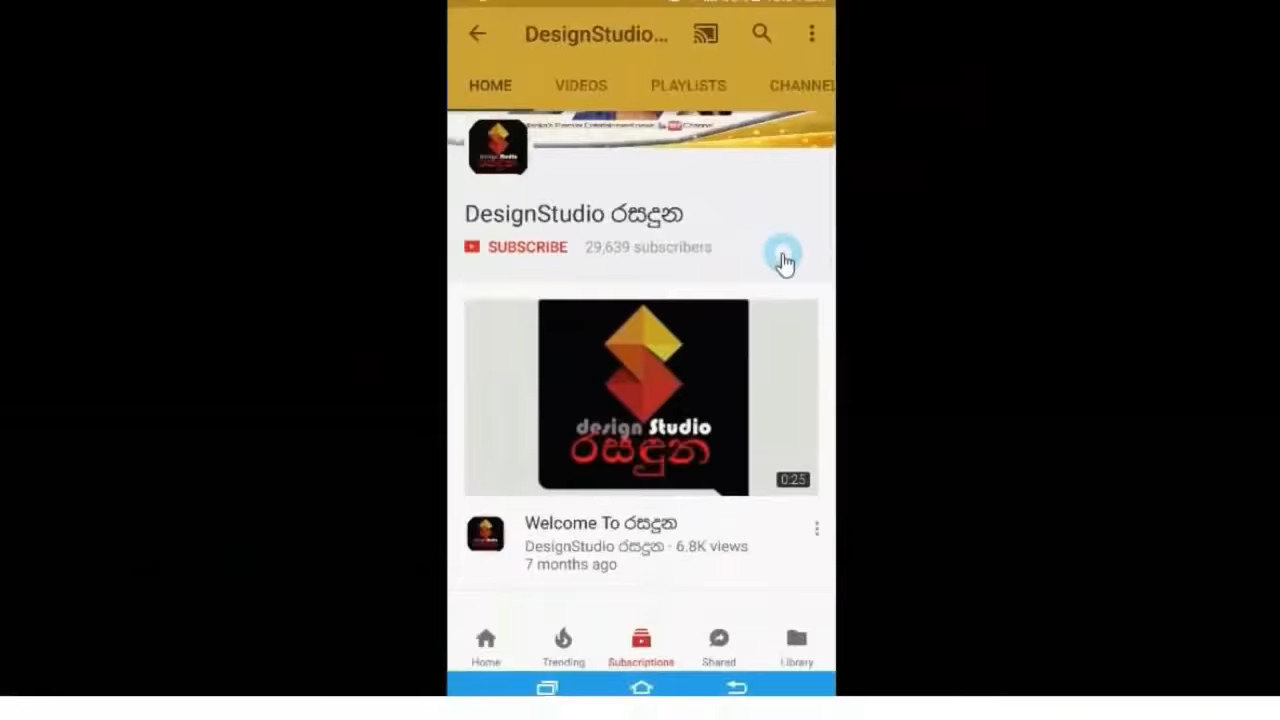 DesignStudio...
HOME VIDEOS PLAYLISTS CHANNEL
DesignStudio රසදුන
SUBSCRIBE 29,639 subscribers
design Studio
රසඳුන
0:25
Welcome To රසදුන
DesignStudio රසදුන · 6.8K views
7 months ago
Home Trending Subscriptions Shared Library